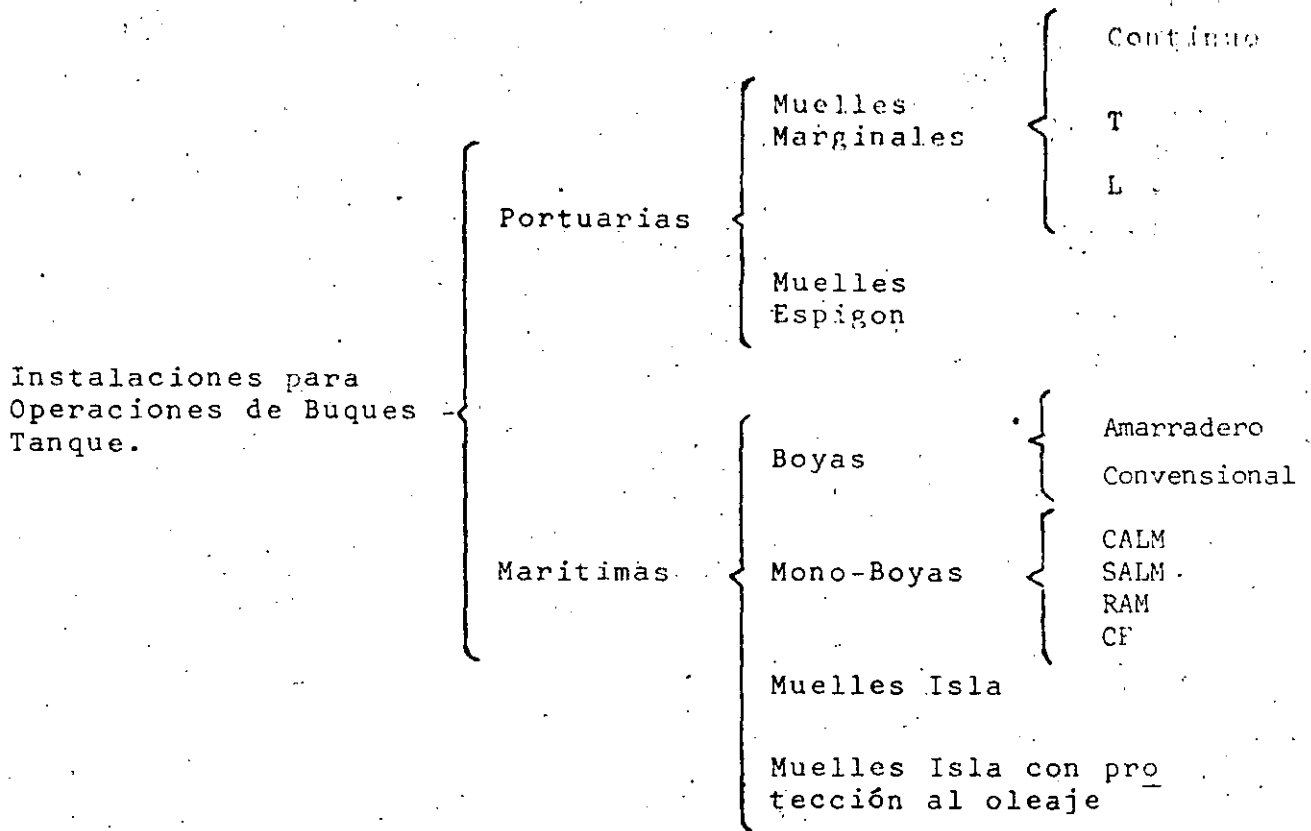 Instalaciones para
Operaciones de Buques
Tanque.
Portuarias
Muelles
Marginales
Continuo
T
L
Muelles
Espigon
Maritimas
Boyas
Amarradero
Convensional
Mono-Boyas
CALM
SALM
RAM
CF
Muelles Isla
Muelles Isla con pro
tección al oleaje